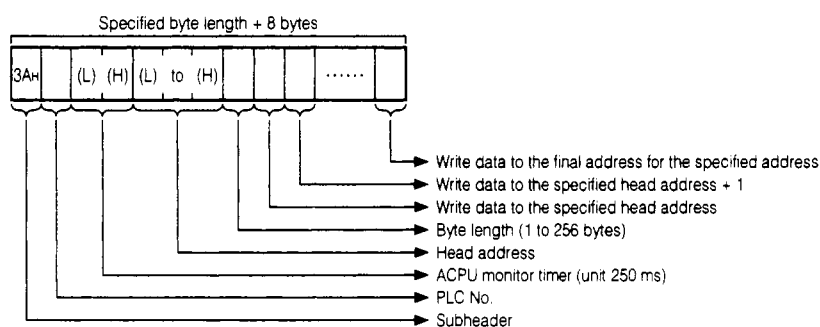 Specified byte length + 8 bytes
3AH (L) (H) (L) to (H) ······
Write data to the final address for the specified address
Write data to the specified head address + 1
Write data to the specified head address
Byte length (1 to 256 bytes)
Head address
ACPU monitor timer (unit 250 ms)
PLC No.
Subheader